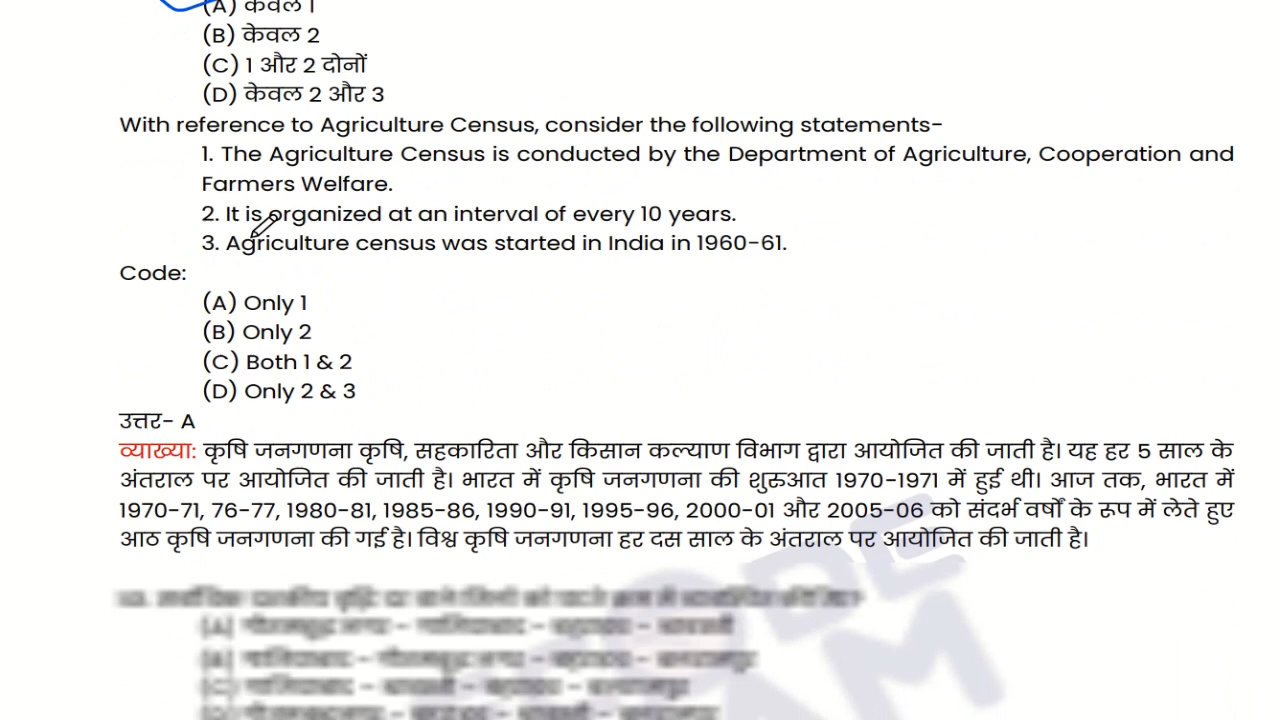 (A) केवल 1
(B) केवल 2
(C) 1 और 2 दोनों
(D) केवल 2 और 3
With reference to Agriculture Census, consider the following statements-
1. The Agriculture Census is conducted by the Department of Agriculture, Cooperation and
Farmers Welfare.
2. It is organized at an interval of every 10 years.
3. Agriculture census was started in India in 1960-61.
Code:
(A) Only 1
(B) Only 2
(C) Both 1 & 2
(D) Only 2 & 3
उत्तर- A
व्याख्या: कृषि जनगणना कृषि, सहकारिता और किसान कल्याण विभाग द्वारा आयोजित की जाती है। यह हर 5 साल के
अंतराल पर आयोजित की जाती है। भारत में कृषि जनगणना की शुरुआत 1970-1971 में हुई थी। आज तक, भारत में
1970-71, 76-77, 1980-81, 1985-86, 1990-91, 1995-96, 2000-01 और 2005-06 को संदर्भ वर्षों के रूप में लेते हुए
आठ कृषि जनगणना की गई है। विश्व कृषि जनगणना हर दस साल के अंतराल पर आयोजित की जाती है।